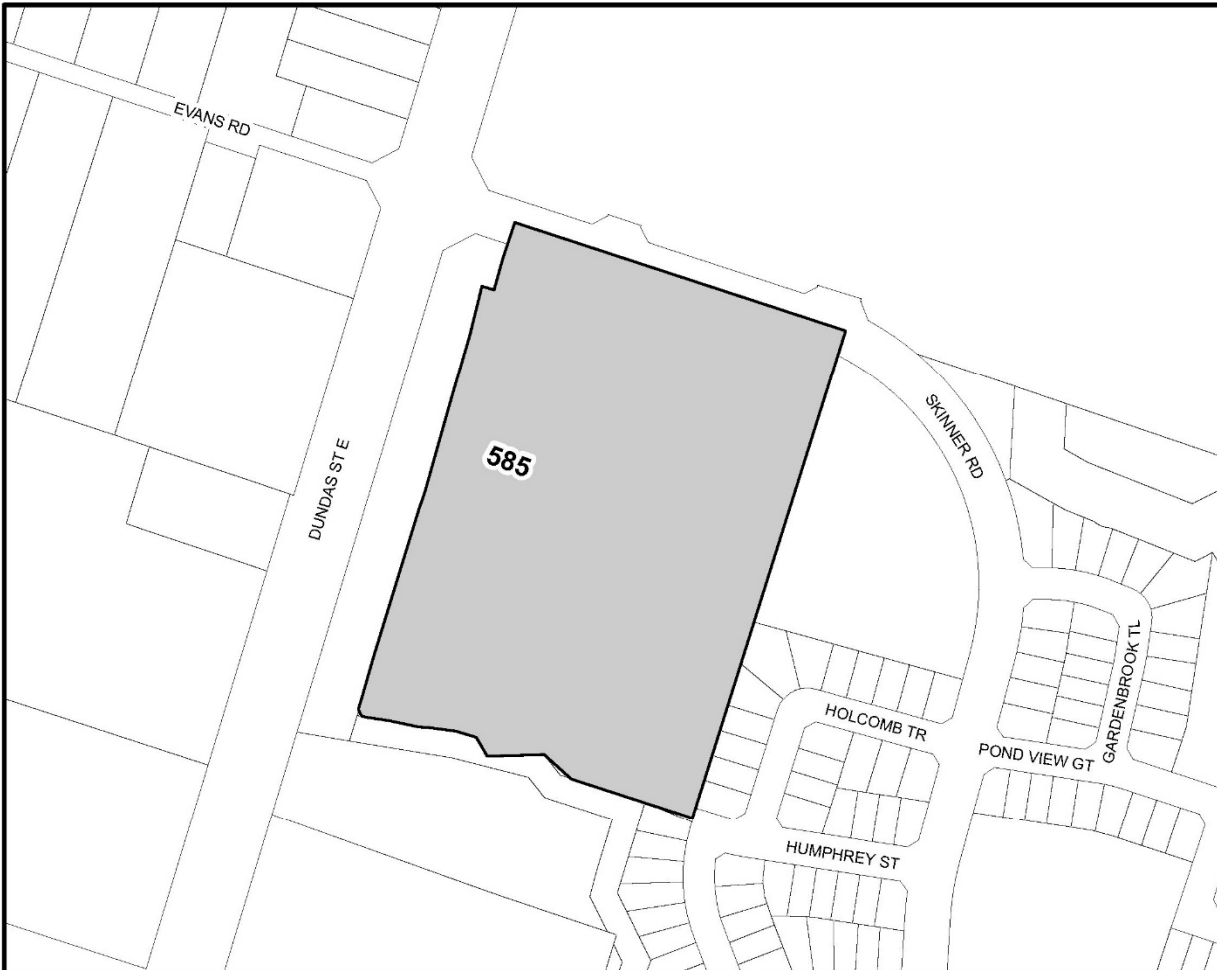 EVANS RD
DUNDAS ST E
585
SKINNER RD
GARDENBROOK TL
HOLCOMB TR
POND VIEW GT
HUMPHREY ST